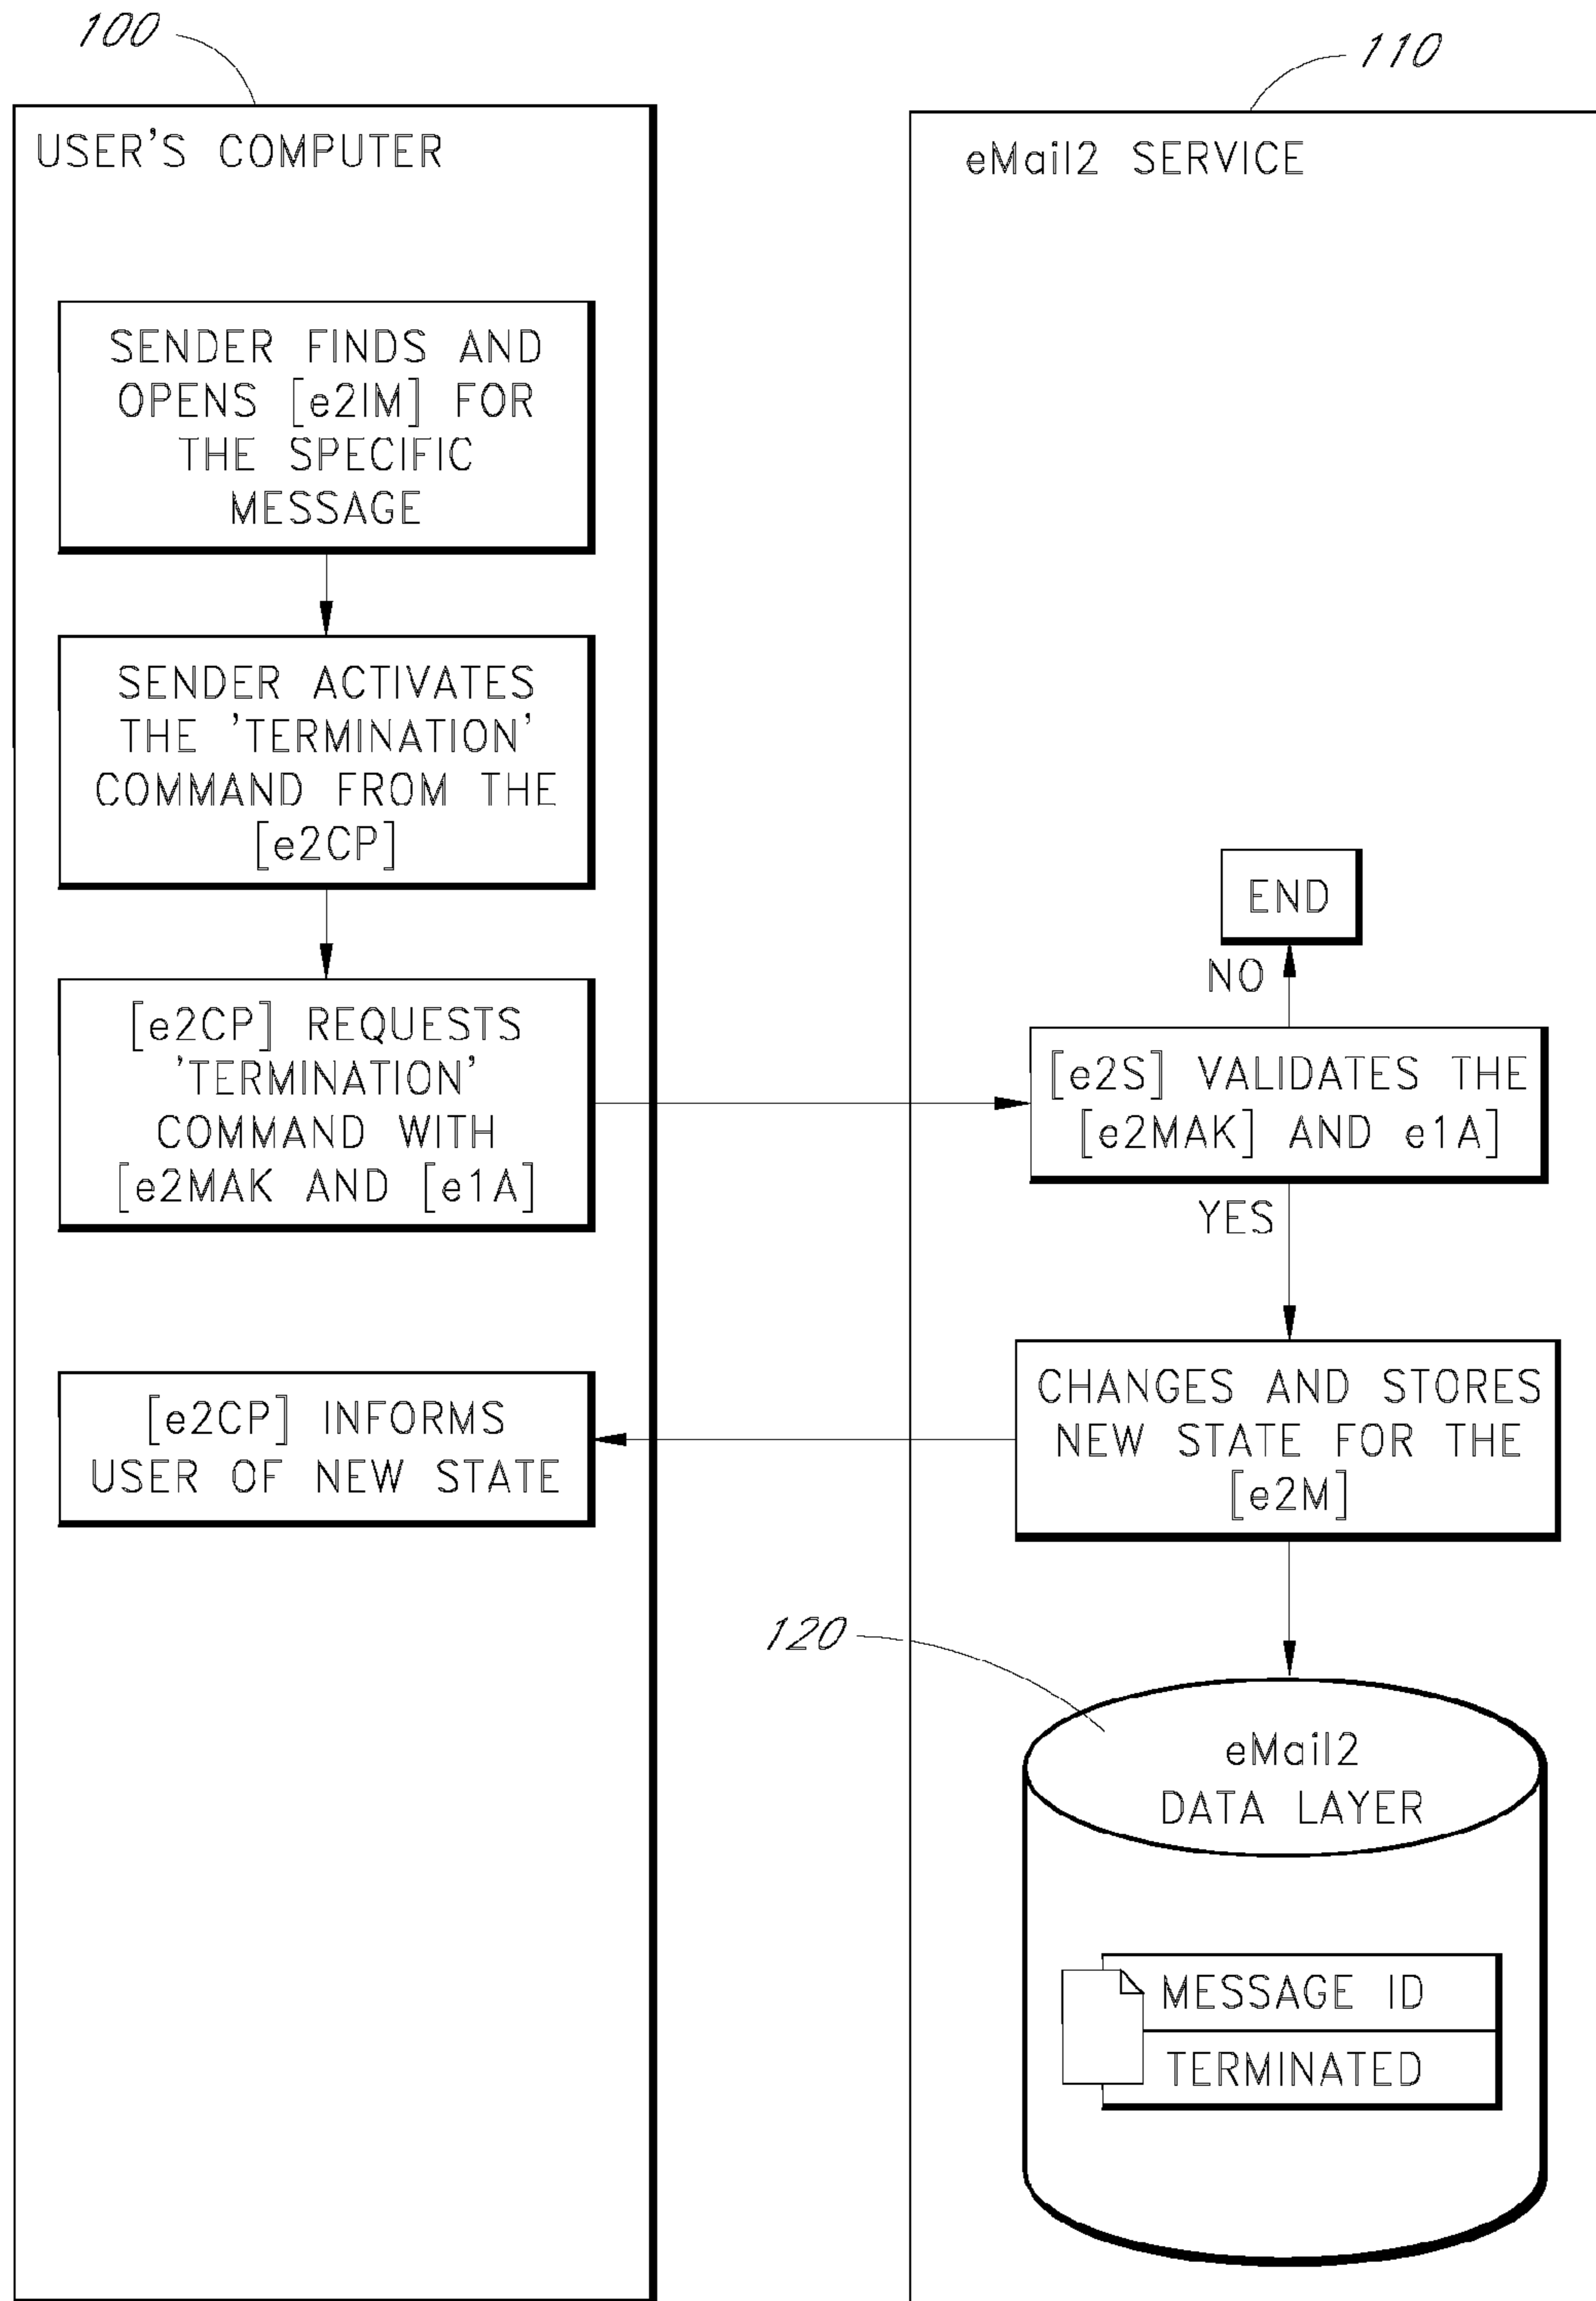 100
110
USER'S COMPUTER
SENDER FINDS AND
OPENS [e2IM] FOR
THE SPECIFIC
MESSAGE
SENDER ACTIVATES
THE 'TERMINATION'
COMMAND FROM THE
[e2CP]
[e2CP] REQUESTS
'TERMINATION'
COMMAND WITH
[e2MAK AND [e1A]
[e2CP] INFORMS
USER OF NEW STATE
eMail2 SERVICE
END
NO
[e2S] VALIDATES THE
[e2MAK] AND e1A]
YES
CHANGES AND STORES
NEW STATE FOR THE
[e2M]
120
eMail2
DATA LAYER
MESSAGE ID
TERMINATED